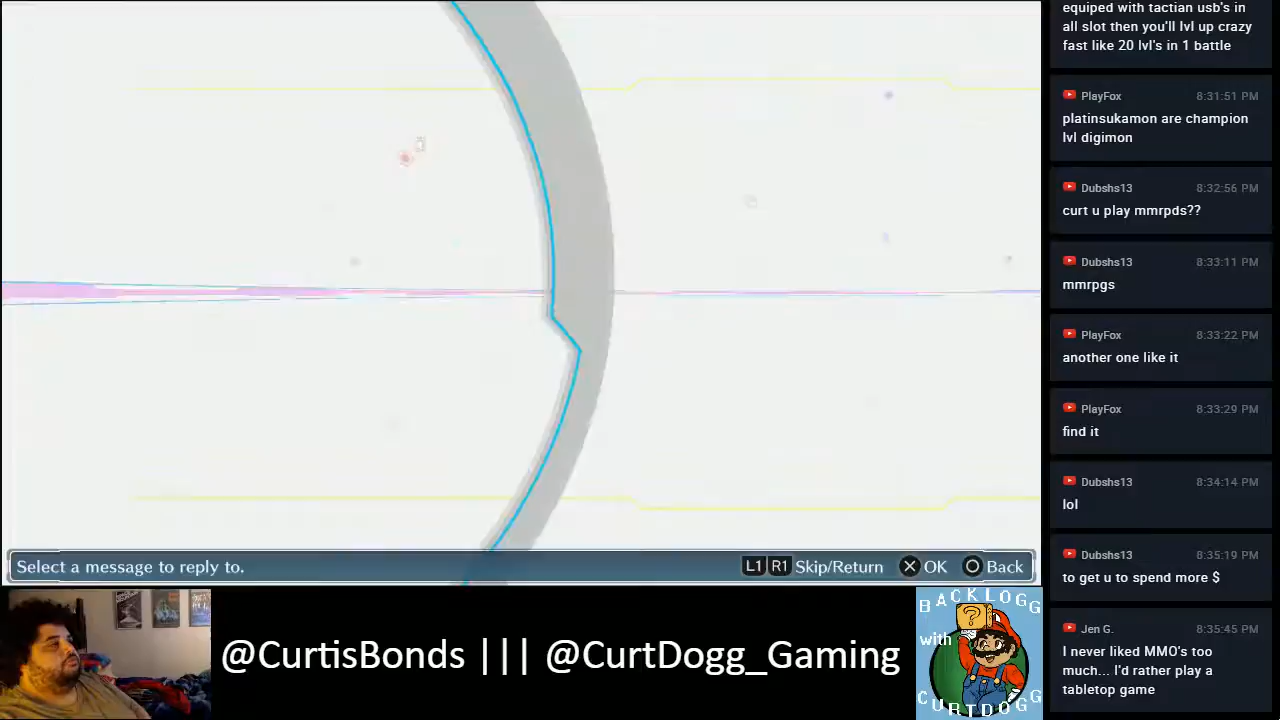 equiped with tactian usb's in
all slot then you'll lvl up crazy
fast like 20 lvl's in 1 battle
PlayFox 8:31:51 PM
platinsukamon are champion
lvl digimon
Dubshs13 8:32:56 PM
curt u play mmrpds??
Dubshs13 8:33:11 PM
mmrpgs
PlayFox 8:33:22 PM
another one like it
PlayFox 8:33:29 PM
find it
Dubshs13 8:34:14 PM
lol
Dubshs13 8:35:19 PM
to get u to spend more $
Jen G. 8:35:45 PM
I never liked MMO's too
much... I'd rather play a
tabletop game
Select a message to reply to. L1 R1 Skip/Return OK Back
@CurtisBonds ||| @CurtDogg_Gaming
BACKLOGG
with
CURTDOGG